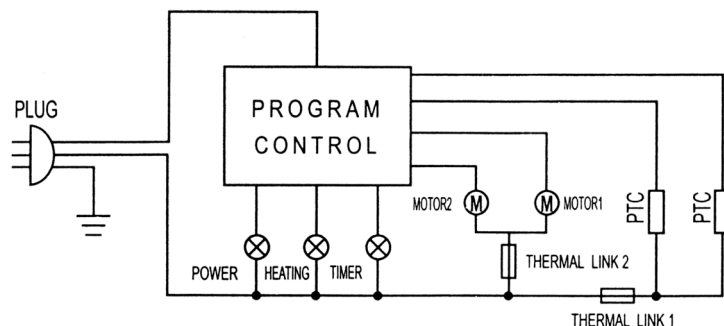 PLUG
PROGRAM
CONTROL
MOTOR2
M
M
MOTOR1
PTC
PTC
POWER
HEATING
TIMER
THERMAL LINK 2
THERMAL LINK 1